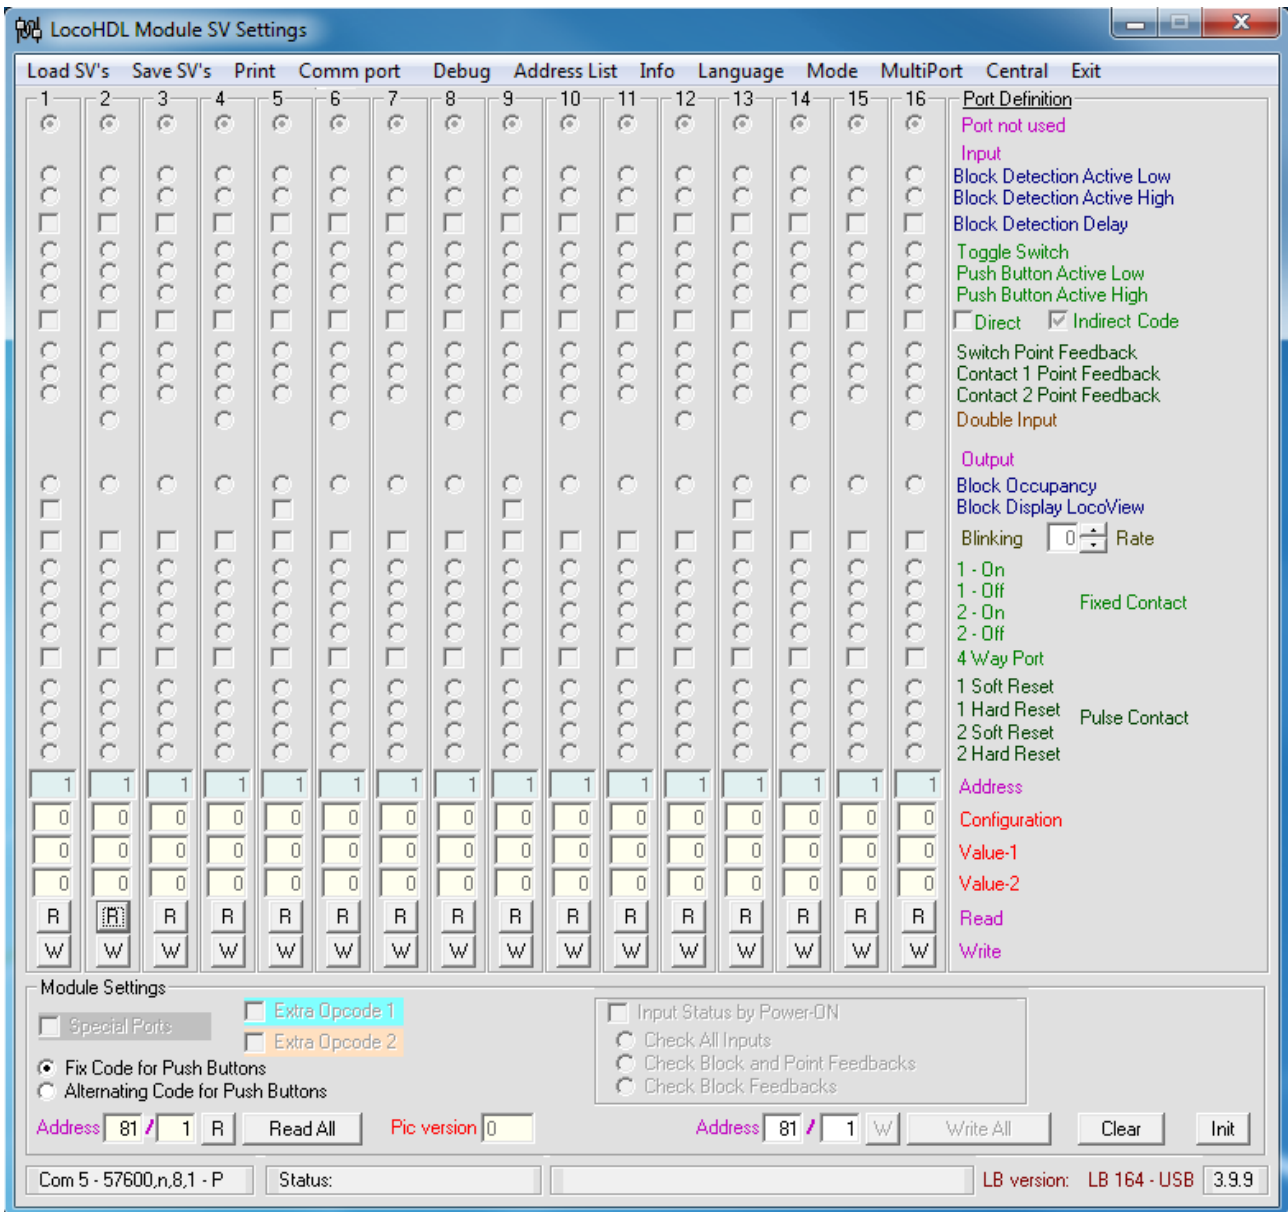 LocoHDL Module SV Settings
Load SV's Save SV's Print Comm port Debug Address List Info Language Mode MultiPort Central Exit
1 2 3 4 5 6 7 8 9 10 11 12 13 14 15 16 Port Definition
Port not used
Input
Block Detection Active Low
Block Detection Active High
Block Detection Delay
Toggle Switch
Push Button Active Low
Push Button Active High
Direct Indirect Code
Switch Point Feedback
Contact 1 Point Feedback
Contact 2 Point Feedback
Double Input
Output
Block Occupancy
Block Display LocoView
Blinking 0 Rate
1 - On
1 - Off
Fixed Contact
2 - On
2 - Off
4 Way Port
1 Soft Reset
1 Hard Reset
Pulse Contact
2 Soft Reset
2 Hard Reset
1 1 1 1 1 1 1 1 1 1 1 1 1 1 1 1 Address
0 0 0 0 0 0 0 0 0 0 0 0 0 0 0 0 Configuration
0 0 0 0 0 0 0 0 0 0 0 0 0 0 0 0 Value-1
0 0 0 0 0 0 0 0 0 0 0 0 0 0 0 0 Value-2
R R R R R R R R R R R R R R R R Read
W W W W W W W W W W W W W W W W Write
Module Settings
Special Ports
Extra Opcode 1
Extra Opcode 2
Fix Code for Push Buttons
Alternating Code for Push Buttons
Input Status by Power-ON
Check All Inputs
Check Block and Point Feedbacks
Check Block Feedbacks
Address 81 / 1 R Read All Pic version 0 Address 81 / 1 W Write All Clear Init
Com 5 - 57600,n,8,1 - P Status: LB version: LB 164 - USB 3.9.9